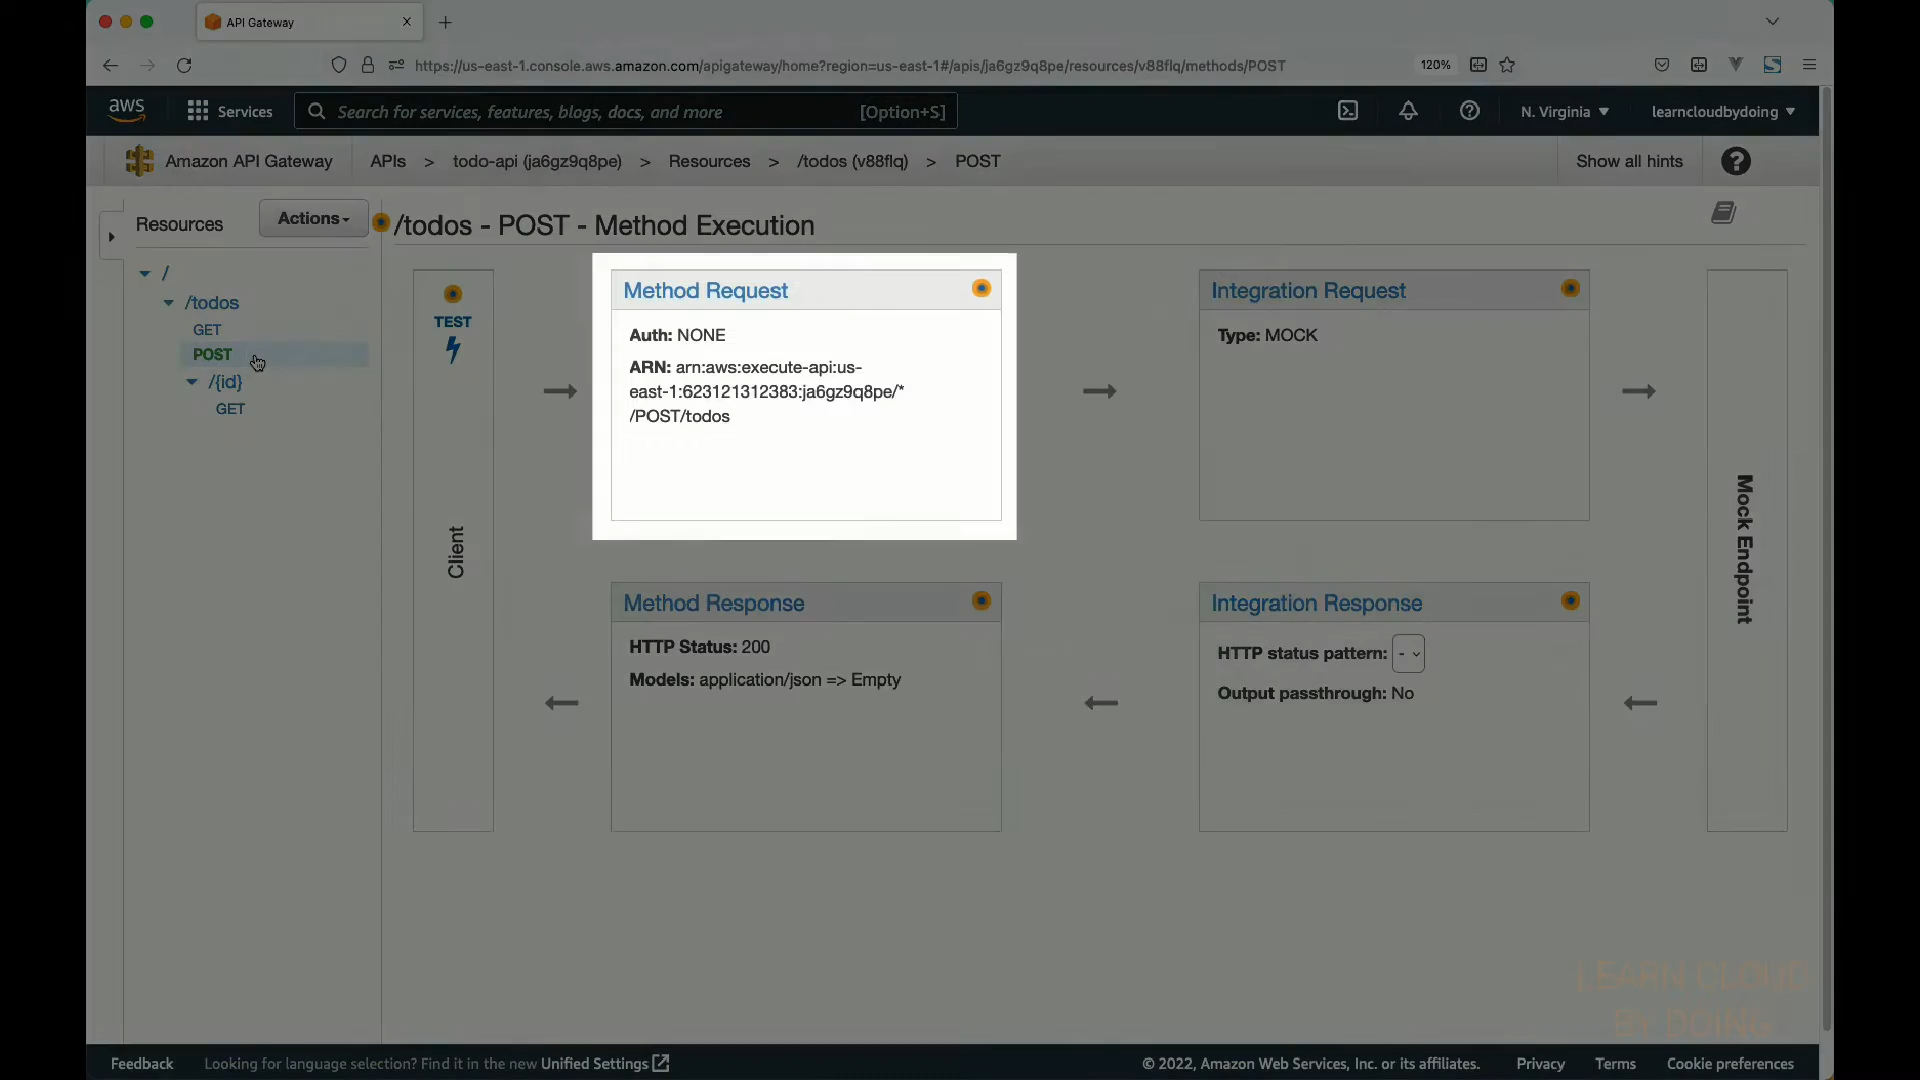 API Gateway
https://us-east-1.console.aws.amazon.com/apigateway/home?region=us-east-1#/apis/ja6gz9q8pe/resources/v88flq/methods/POST
120%
aws
Services
Search for services, features, blogs, docs, and more
[Option+S]
N. Virginia
learncloudbydoing
Amazon API Gateway
APIs > todo-api (ja6gz9q8pe) > Resources > /todos (v88flq) > POST
Show all hints
Resources
Actions
/todos - POST - Method Execution
/
/todos
GET
POST
/{id}
GET
TEST
Client
Method Request
Auth: NONE
ARN: arn:aws:execute-api:us-
east-1:623121312383:ja6gz9q8pe/*
/POST/todos
Integration Request
Type: MOCK
Mock Endpoint
Method Response
HTTP Status: 200
Models: application/json => Empty
Integration Response
HTTP status pattern: -
Output passthrough: No
LEARN CLOUD
BY DOING
Feedback
Looking for language selection? Find it in the new Unified Settings
© 2022, Amazon Web Services, Inc. or its affiliates.
Privacy
Terms
Cookie preferences